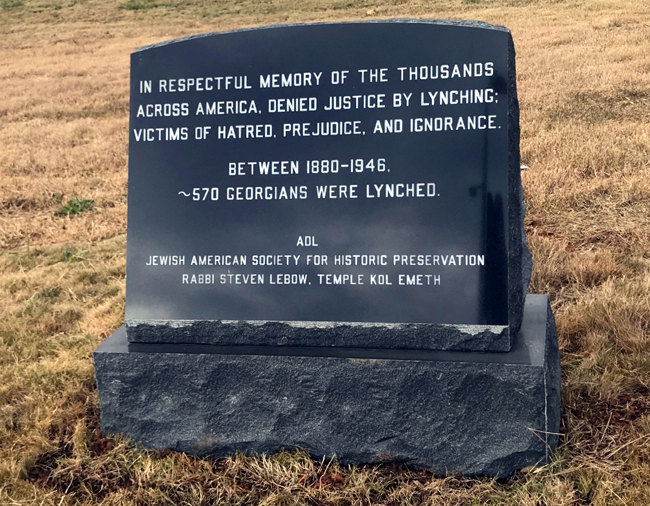 IN RESPECTFUL MEMORY OF THE THOUSANDS
ACROSS AMERICA, DENIED JUSTICE BY LYNCHING;
VICTIMS OF HATRED, PREJUDICE, AND IGNORANCE.
BETWEEN 1880-1946,
~570 GEORGIANS WERE LYNCHED.
ADL
JEWISH AMERICAN SOCIETY FOR HISTORIC PRESERVATION
RABBI STEVEN LEBOW, TEMPLE KOL EMETH